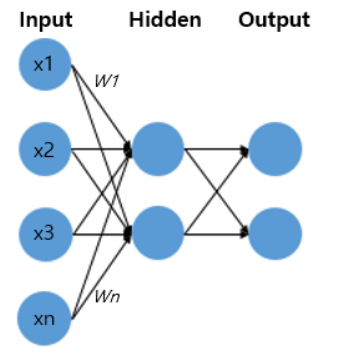 Input Hidden Output
x1
W1
x2
x3
Wn
xn